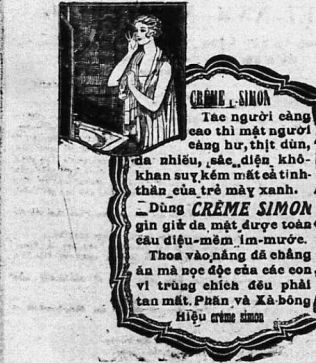 CRÈME SIMON
Tác người càng
cao thì mặt người
càng hư, thịt dùn,
da nhiều, sắc diện khô-
khan suy kém mất cả tinh-
thần của trẻ mày xanh.
Dùng CRÈME SIMON
gìn giữ da mặt được toàn
câu diệu-mềm im-mướt.
Thoa vào nắng đã chẳng
ăn mà nọc độc của các con
vi trùng chích đều phải
tan mất. Phấn và Xà-bông
Hiệu crème simon